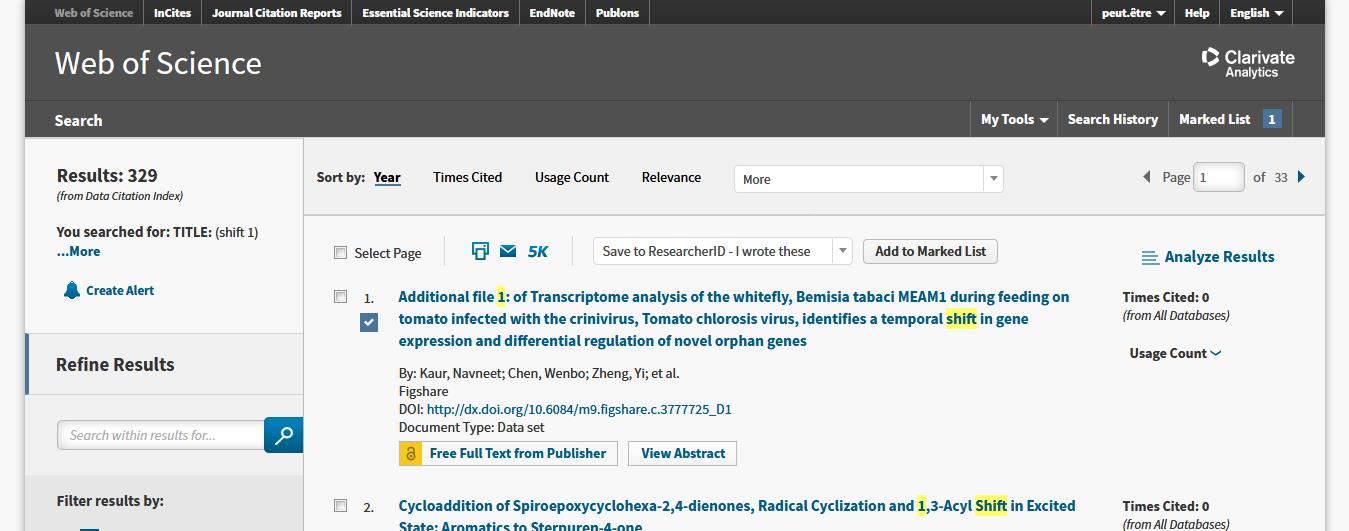 Web of Science InCites Journal Citation Reports Essential Science Indicators EndNote Publons peut.être Help English
Web of Science
Clarivate
Analytics
Search My Tools Search History Marked List 1
Results: 329
(from Data Citation Index)
You searched for: TITLE: (shift 1)
...More
Create Alert
Refine Results
Search within results for...
Filter results by:
Sort by: Year Times Cited Usage Count Relevance More Page 1 of 33
Select Page 5K Save to ResearcherID - I wrote these Add to Marked List
Analyze Results
1. Additional file 1: of Transcriptome analysis of the whitefly, Bemisia tabaci MEAM1 during feeding on
tomato infected with the crinivirus, Tomato chlorosis virus, identifies a temporal shift in gene
expression and differential regulation of novel orphan genes
By: Kaur, Navneet; Chen, Wenbo; Zheng, Yi; et al.
Figshare
DOI: http://dx.doi.org/10.6084/m9.figshare.c.3777725_D1
Document Type: Data set
Free Full Text from Publisher View Abstract
Times Cited: 0
(from All Databases)
Usage Count
2. Cycloaddition of Spiroepoxycyclohexa-2,4-dienones, Radical Cyclization and 1,3-Acyl Shift in Excited
State: Aromatics to Sterpuren-4-one
Times Cited: 0
(from All Databases)